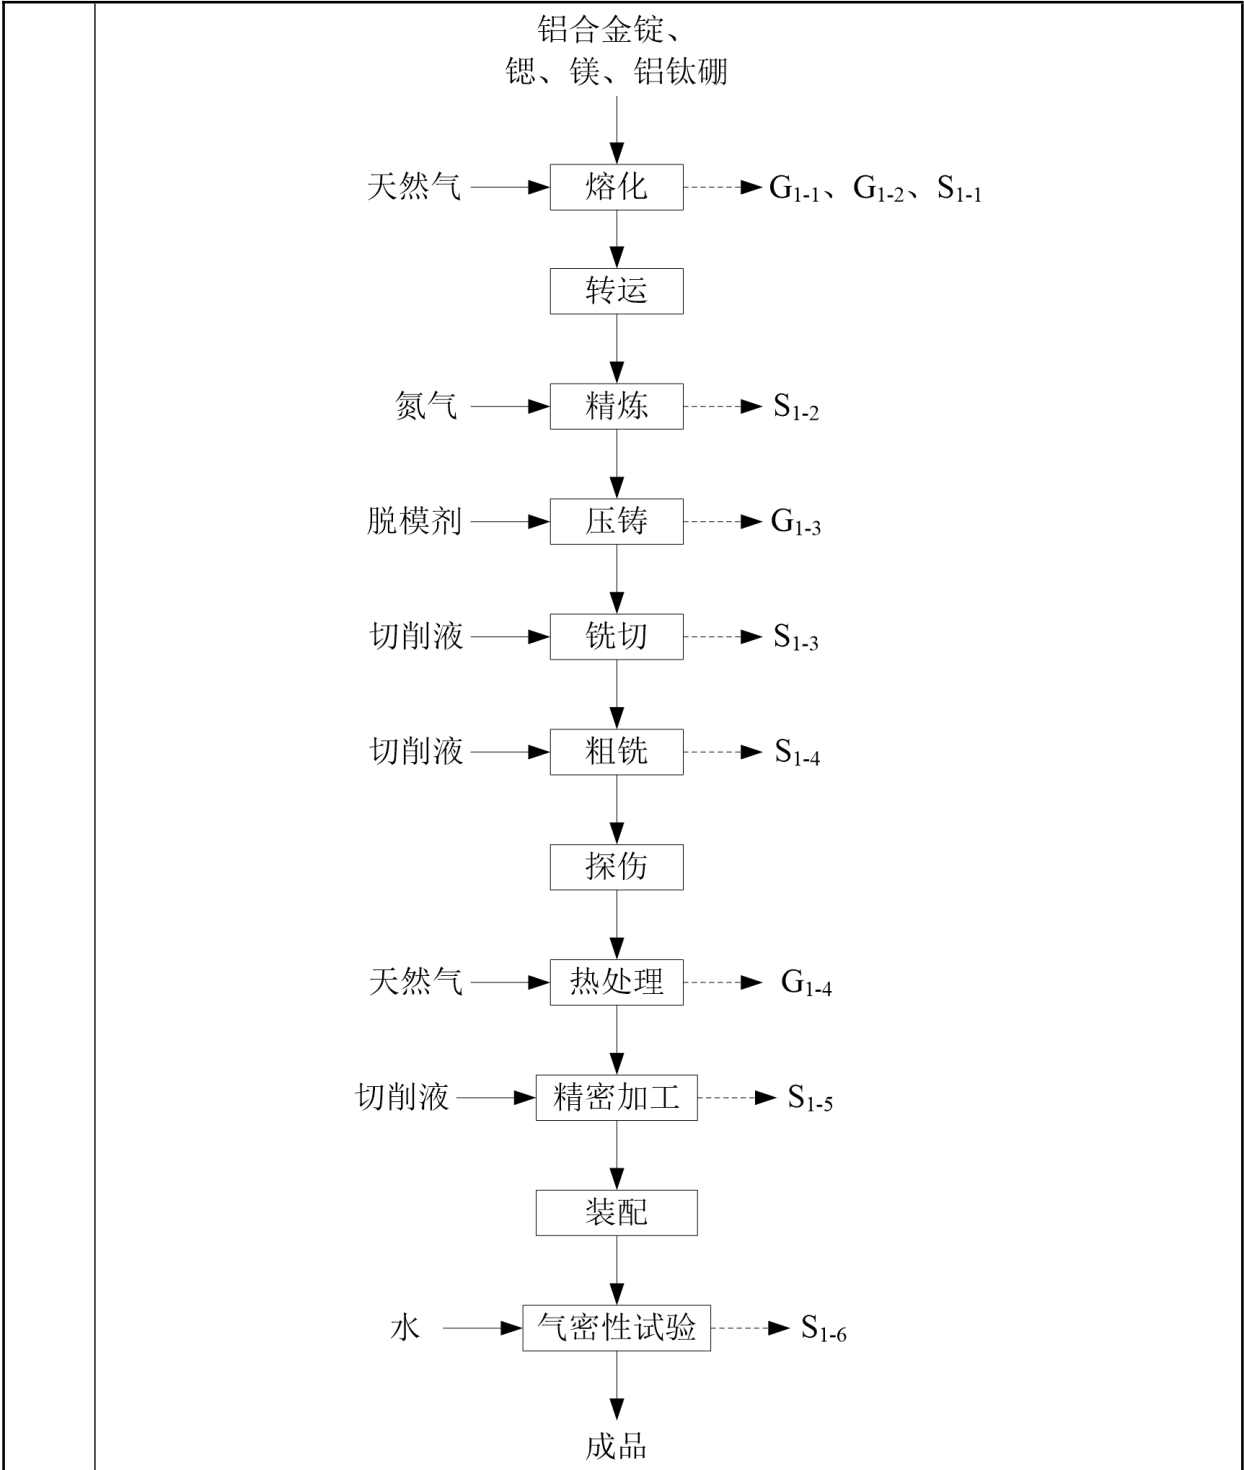 铝合金锭、
锶、镁、铝钛硼
天然气 熔化 G1-1、G1-2、S1-1
转运
氮气 精炼 S1-2
脱模剂 压铸 G1-3
切削液 铣切 S1-3
切削液 粗铣 S1-4
探伤
天然气 热处理 G1-4
切削液 精密加工 S1-5
装配
水 气密性试验 S1-6
成品